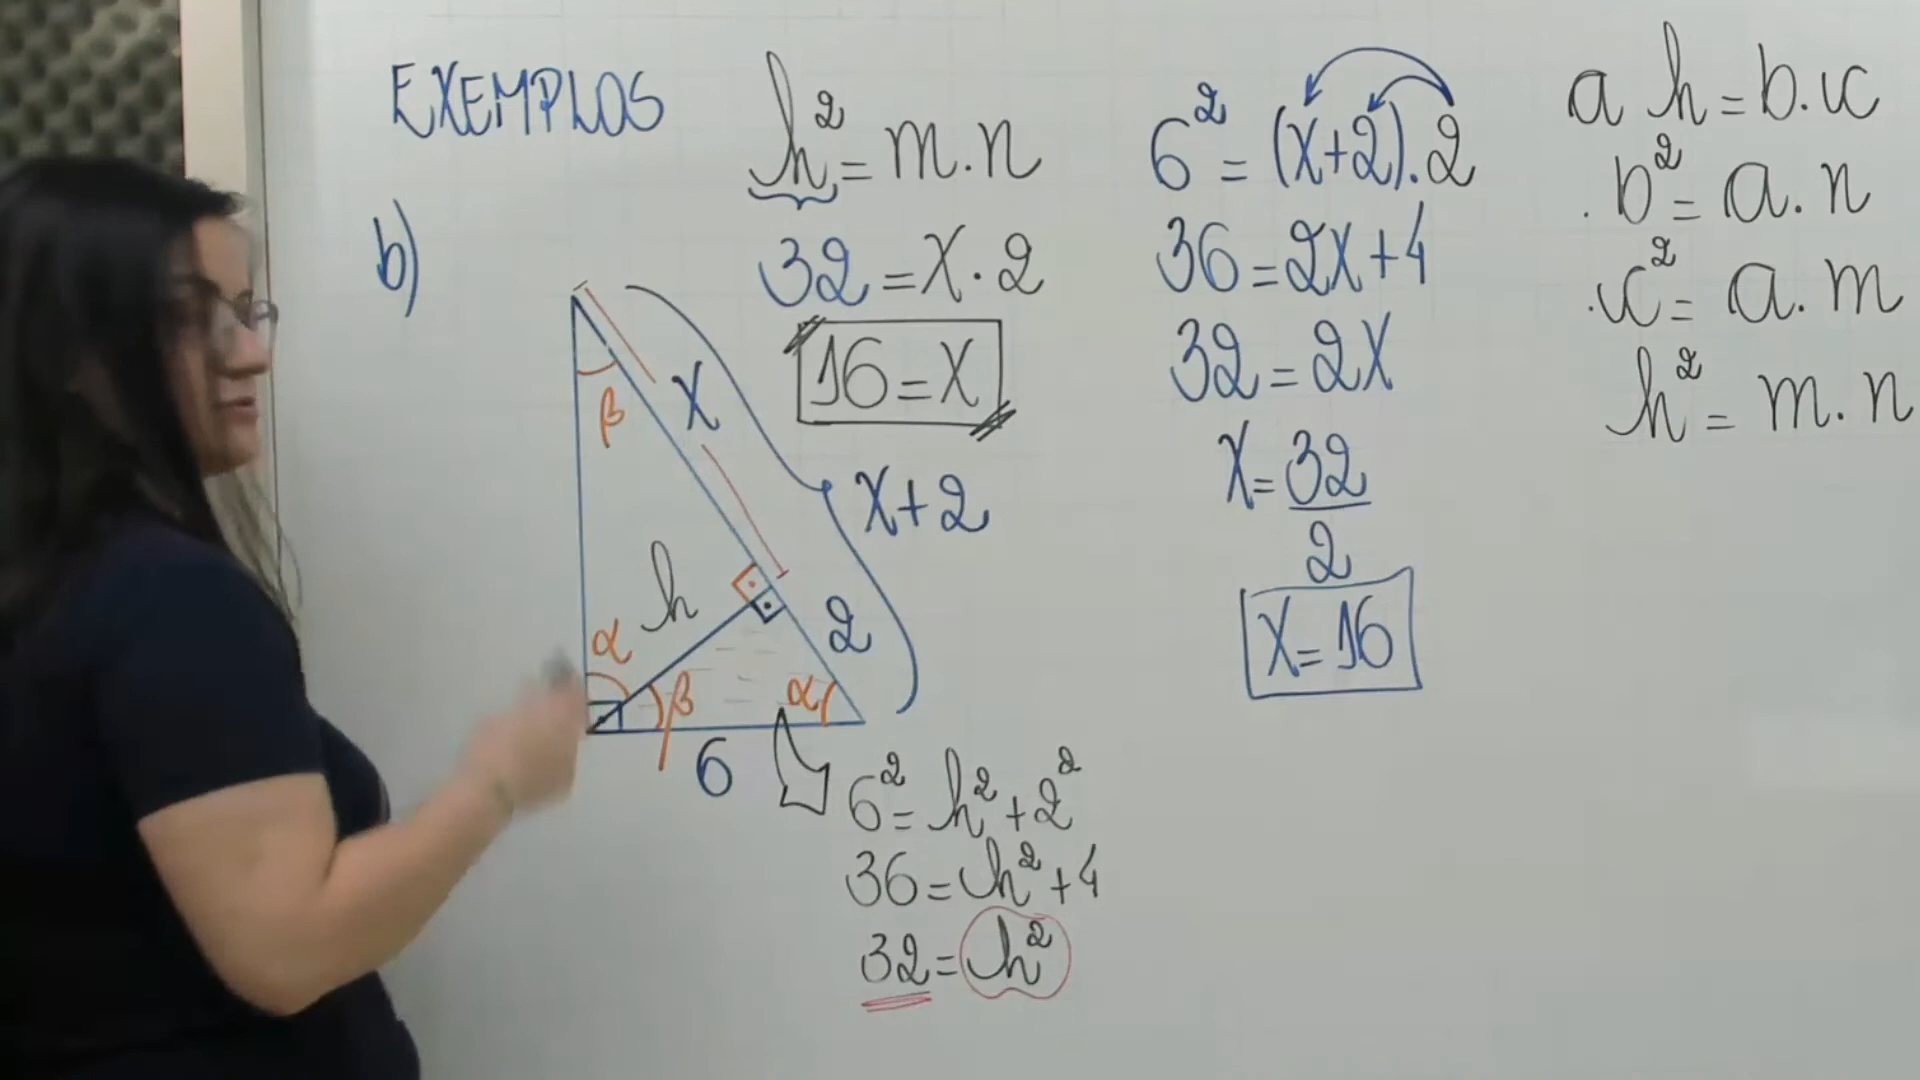 EXEMPLOS
b)
h² = m.n
32 = x.2
16 = x
6² = (x+2).2
36 = 2x+4
32 = 2x
x = 32/2
x = 16
a h = b.c
.b² = a.n
.c² = a.m
h² = m.n
β
x
x+2
h
2
α
β
α
6
6² = h² + 2²
36 = h² + 4
32 = h²